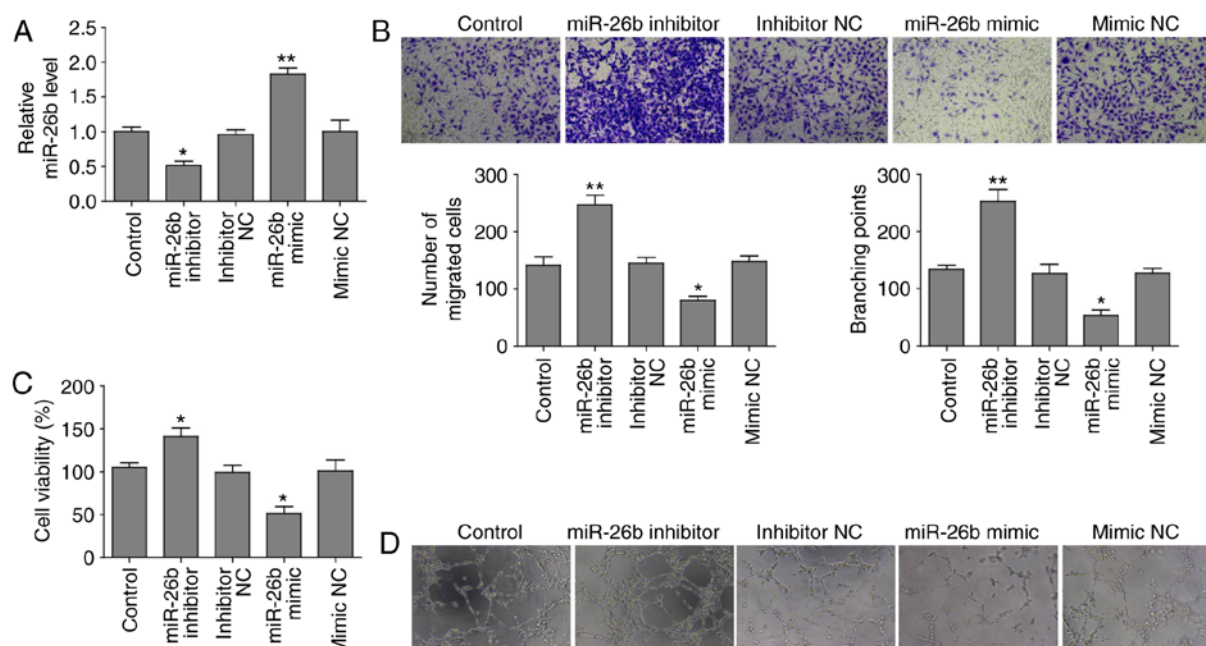 A
Relative
miR-26b level
2.5
2.0
1.5
1.0
0.5
0.0
*
**
Control
miR-26b
inhibitor
Inhibitor
NC
miR-26b
mimic
Mimic NC
B
Control
miR-26b inhibitor
Inhibitor NC
miR-26b mimic
Mimic NC
Number of
migrated cells
300
200
100
0
**
*
Control
miR-26b
inhibitor
Inhibitor
NC
miR-26b
mimic
Mimic NC
Branching points
300
200
100
0
**
*
Control
miR-26b
inhibitor
Inhibitor
NC
miR-26b
mimic
Mimic NC
C
Cell viability (%)
200
150
100
50
0
*
*
Control
miR-26b
inhibitor
Inhibitor
NC
miR-26b
mimic
Mimic NC
D
Control
miR-26b inhibitor
Inhibitor NC
miR-26b mimic
Mimic NC